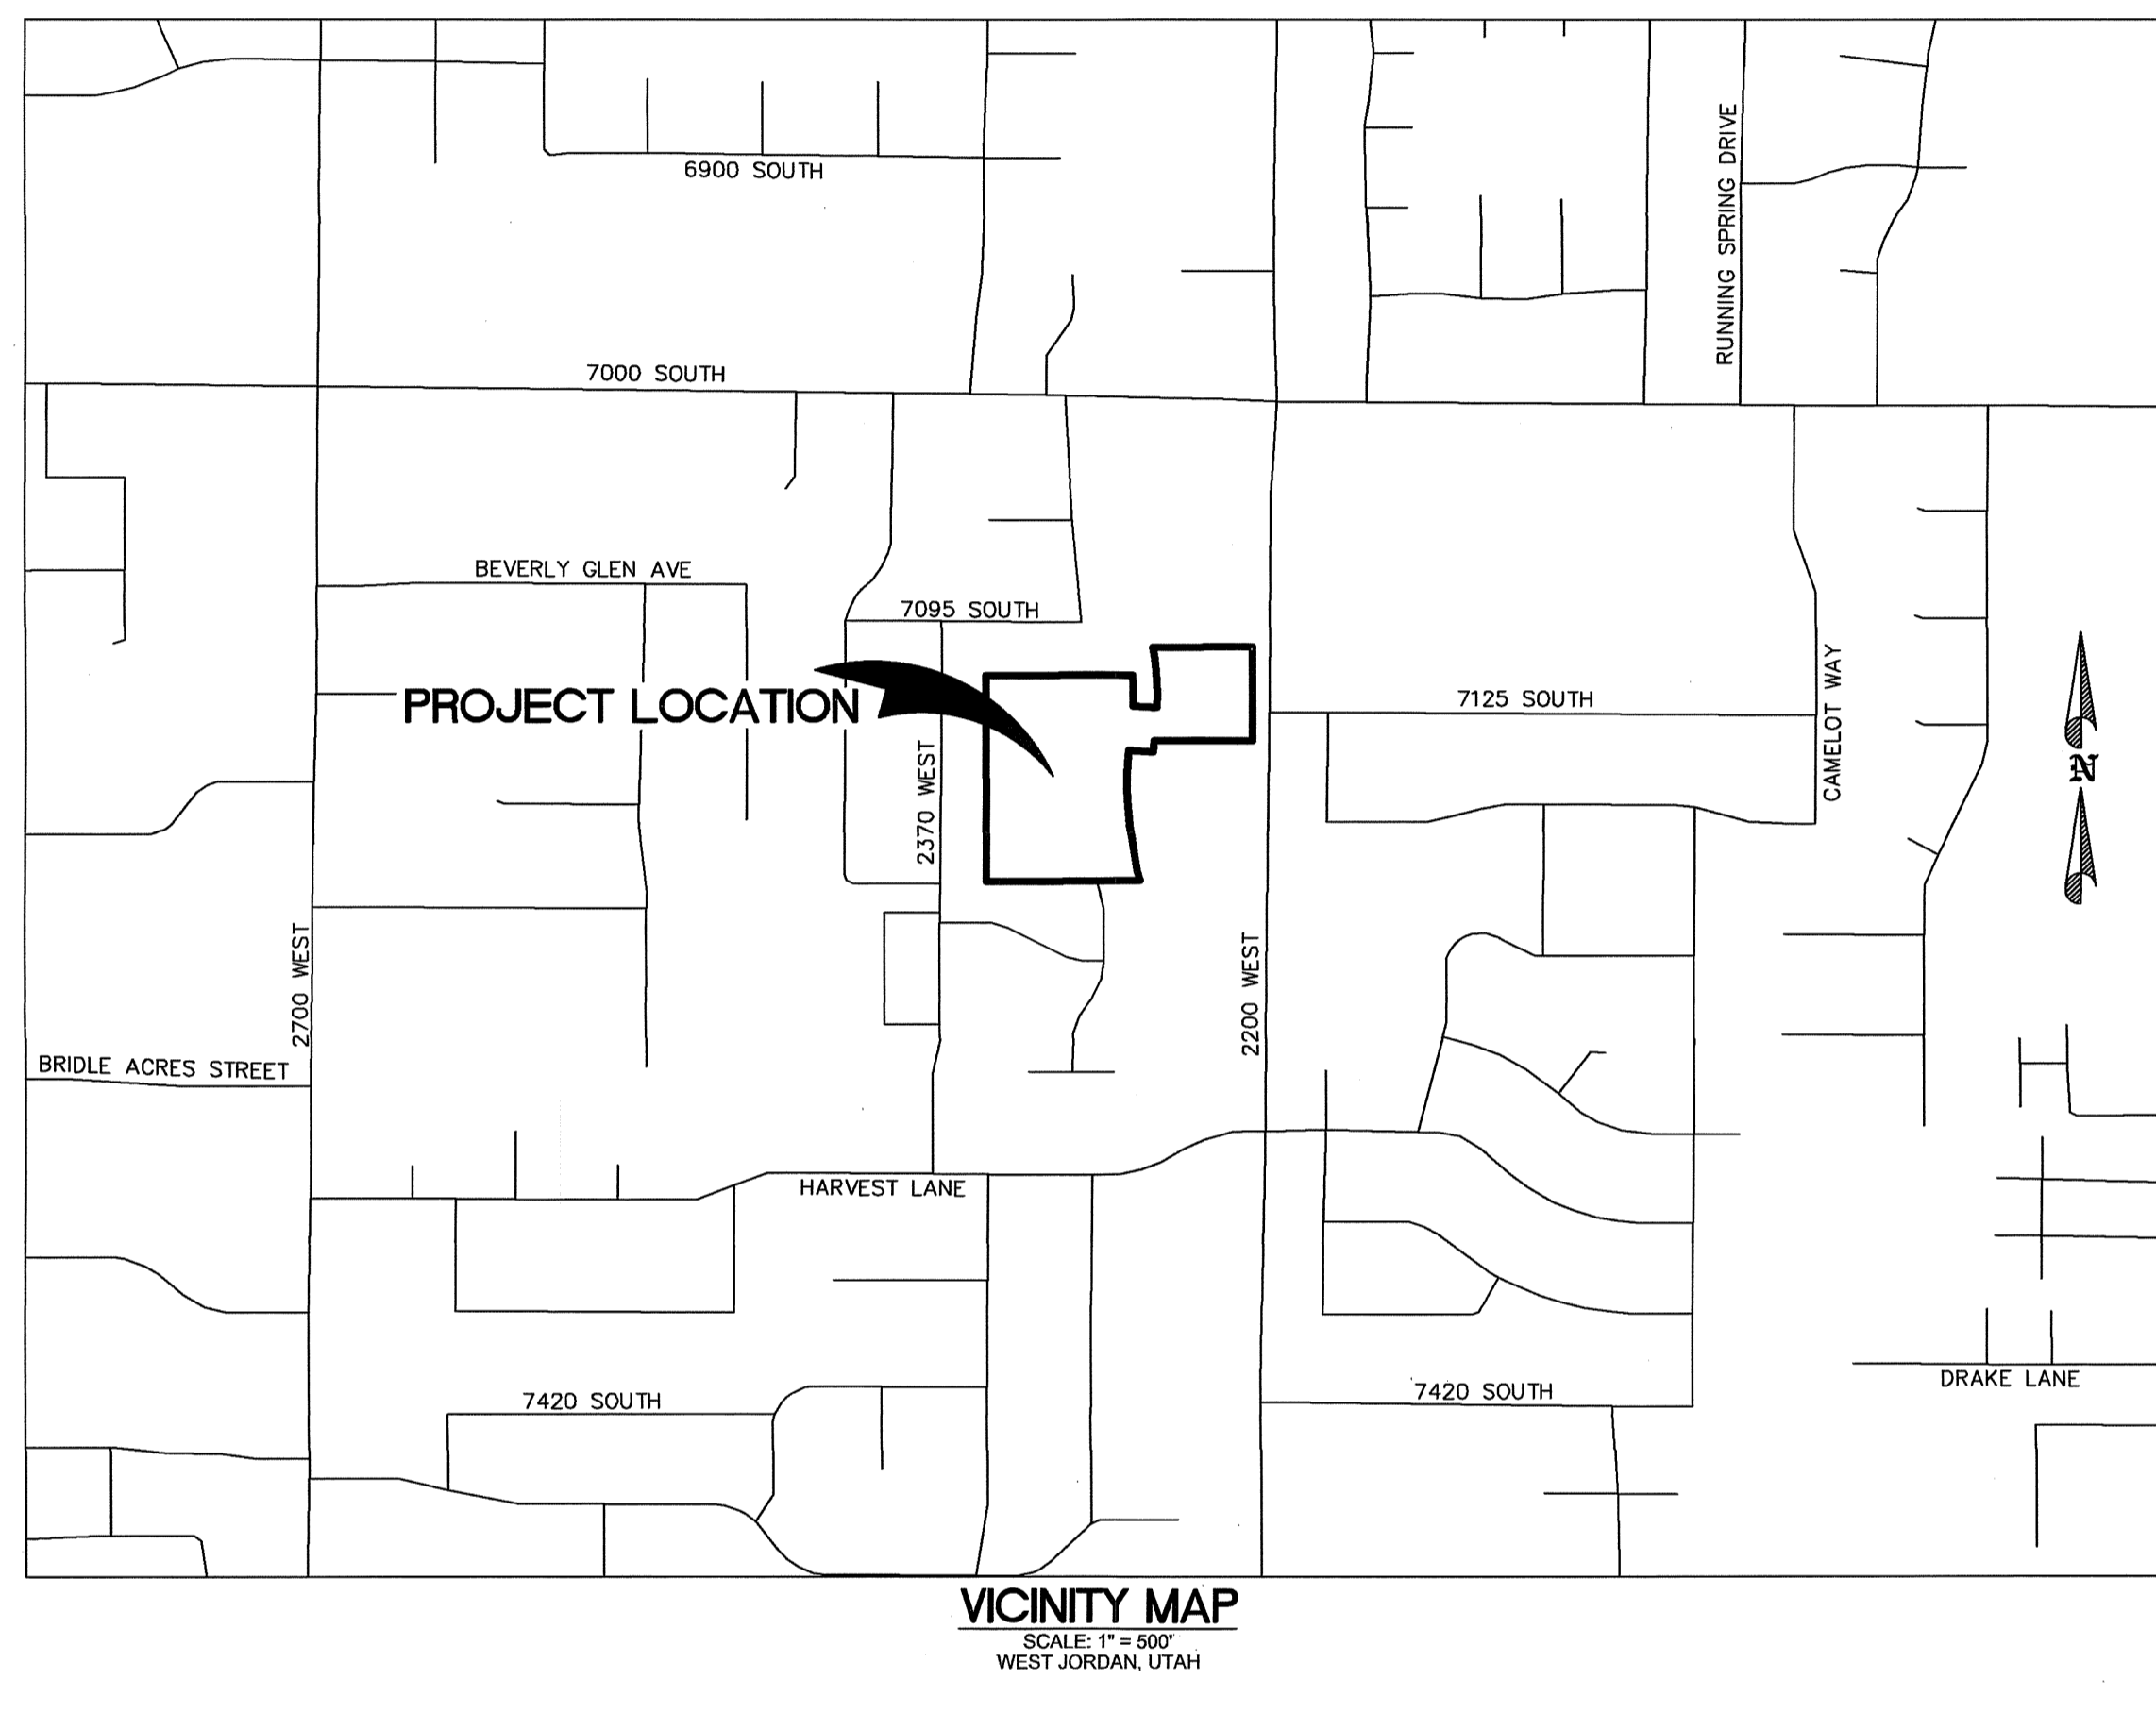 6900 SOUTH
RUNNING SPRING DRIVE
7000 SOUTH
BEVERLY GLEN AVE
7095 SOUTH
PROJECT LOCATION
7125 SOUTH
CAMELOT WAY
2370 WEST
N
2700 WEST
2200 WEST
BRIDLE ACRES STREET
HARVEST LANE
7420 SOUTH
7420 SOUTH
DRAKE LANE
VICINITY MAP
SCALE: 1" = 500'
WEST JORDAN, UTAH